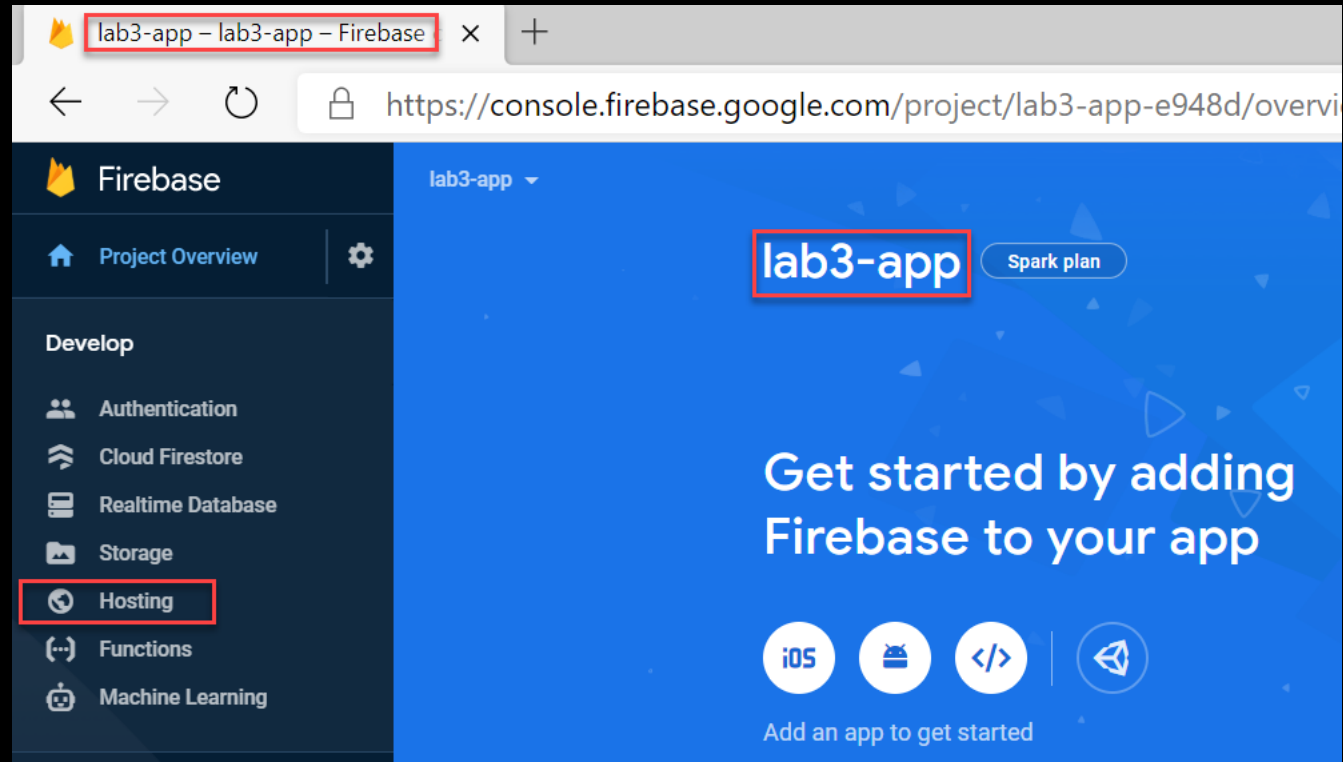 lab3-app – lab3-app – Firebase
https://console.firebase.google.com/project/lab3-app-e948d/overvi
Firebase
lab3-app
Project Overview
lab3-app
Spark plan
Develop
Authentication
Cloud Firestore
Realtime Database
Storage
Hosting
Functions
Machine Learning
Get started by adding
Firebase to your app
iOS
</>
Add an app to get started